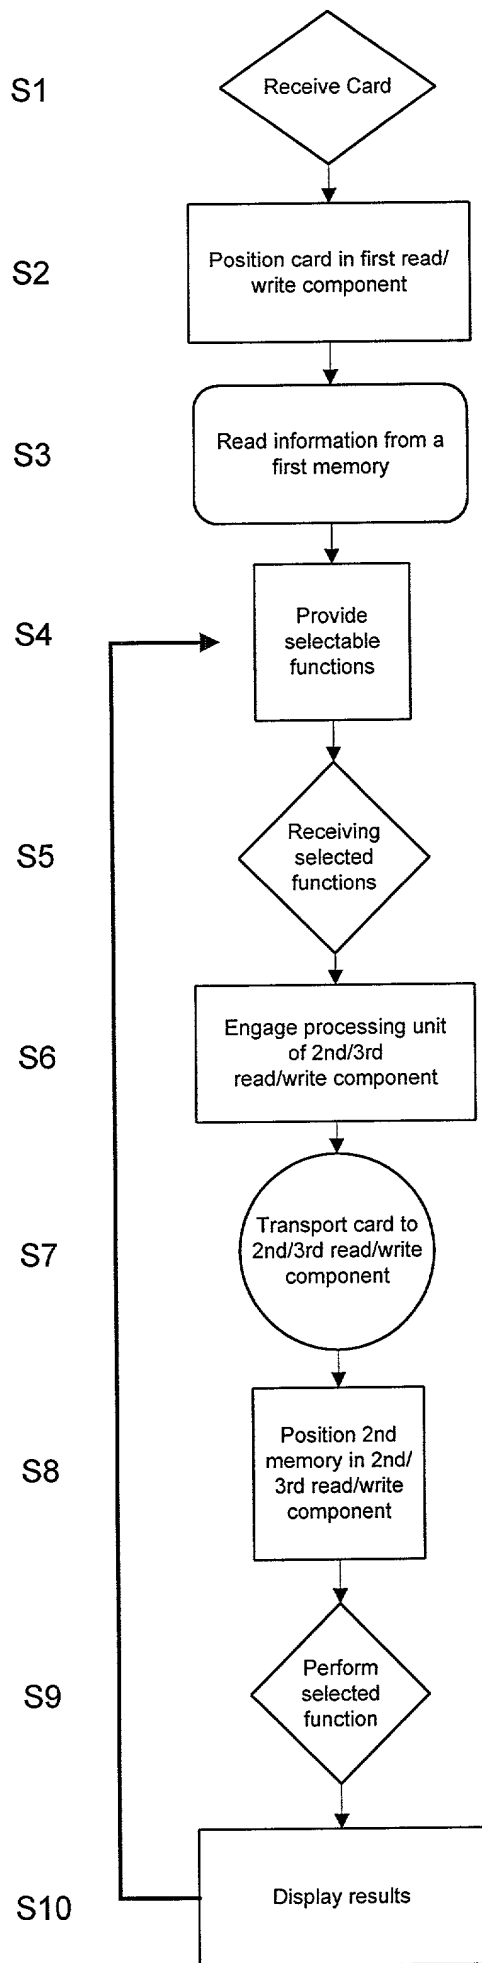 S1
Receive Card
S2
Position card in first read/
write component
S3
Read information from a
first memory
S4
Provide
selectable
functions
S5
Receiving
selected
functions
S6
Engage processing unit
of 2nd/3rd
read/write component
S7
Transport card to
2nd/3rd read/write
component
S8
Position 2nd
memory in 2nd/
3rd read/write
component
S9
Perform
selected
function
S10
Display results